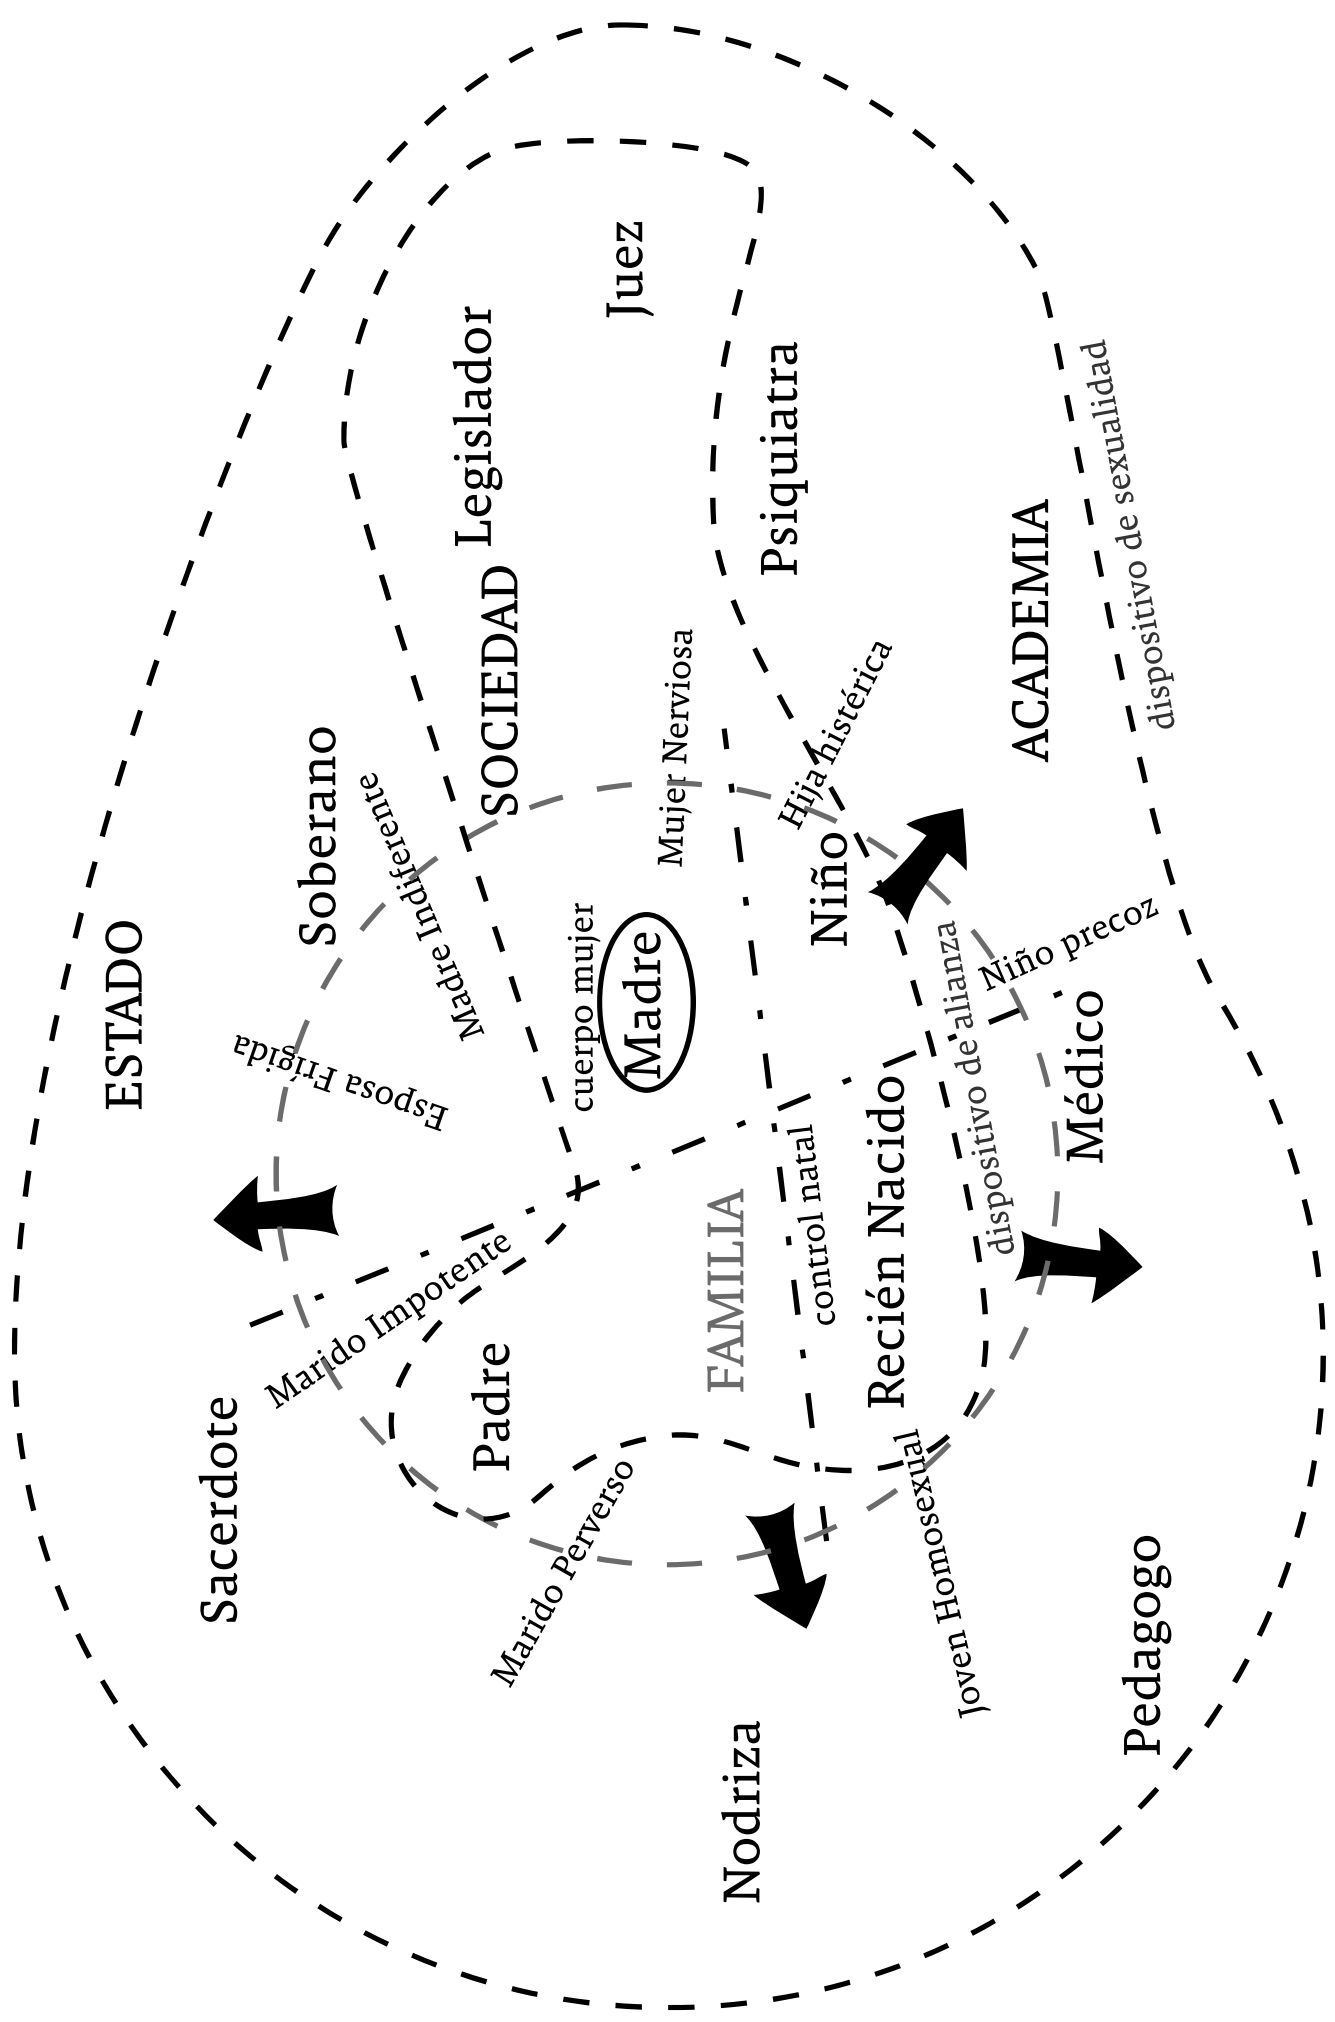 ESTADO
Sacerdote
Soberano
Esposa Frígida
Madre Indiferente
Marido Impotente
Legislador
SOCIEDAD
Padre
Juez
cuerpo mujer
Madre
Marido Perverso
Mujer Nerviosa
FAMILIA
Nodriza
Psiquiatra
control natal
Hija histérica
Niño
Recién Nacido
Joven Homosexual
dispositivo de alianza
ACADEMIA
Niño precoz
Médico
dispositivo de sexualidad
Pedagogo